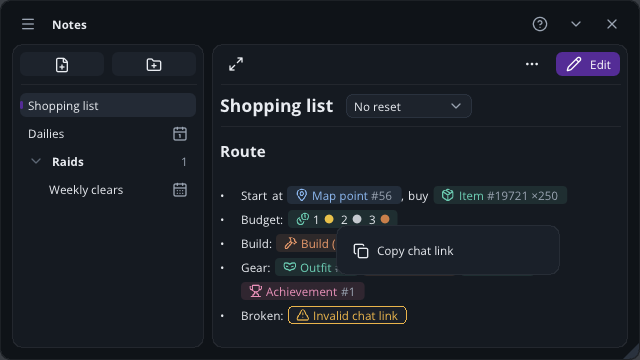 Notes
Edit
Shopping list
No reset
Shopping list
Dailies
1
Raids 1
Weekly clears
Route
• Start at Map point #56, buy Item #19721 ×250
• Budget: 1 2 3
• Build: Build (
Copy chat link
• Gear: Outfit
Achievement #1
• Broken: Invalid chat link